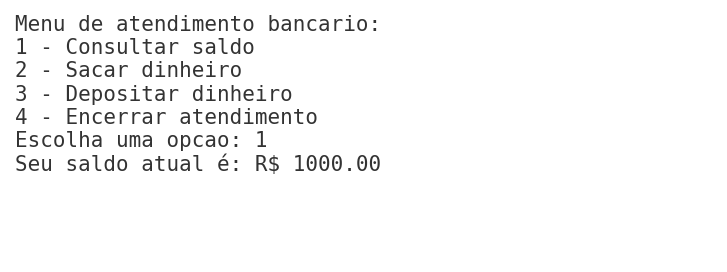 Menu de atendimento bancario:
1 - Consultar saldo
2 - Sacar dinheiro
3 - Depositar dinheiro
4 - Encerrar atendimento
Escolha uma opcao: 1
Seu saldo atual é: R$ 1000.00